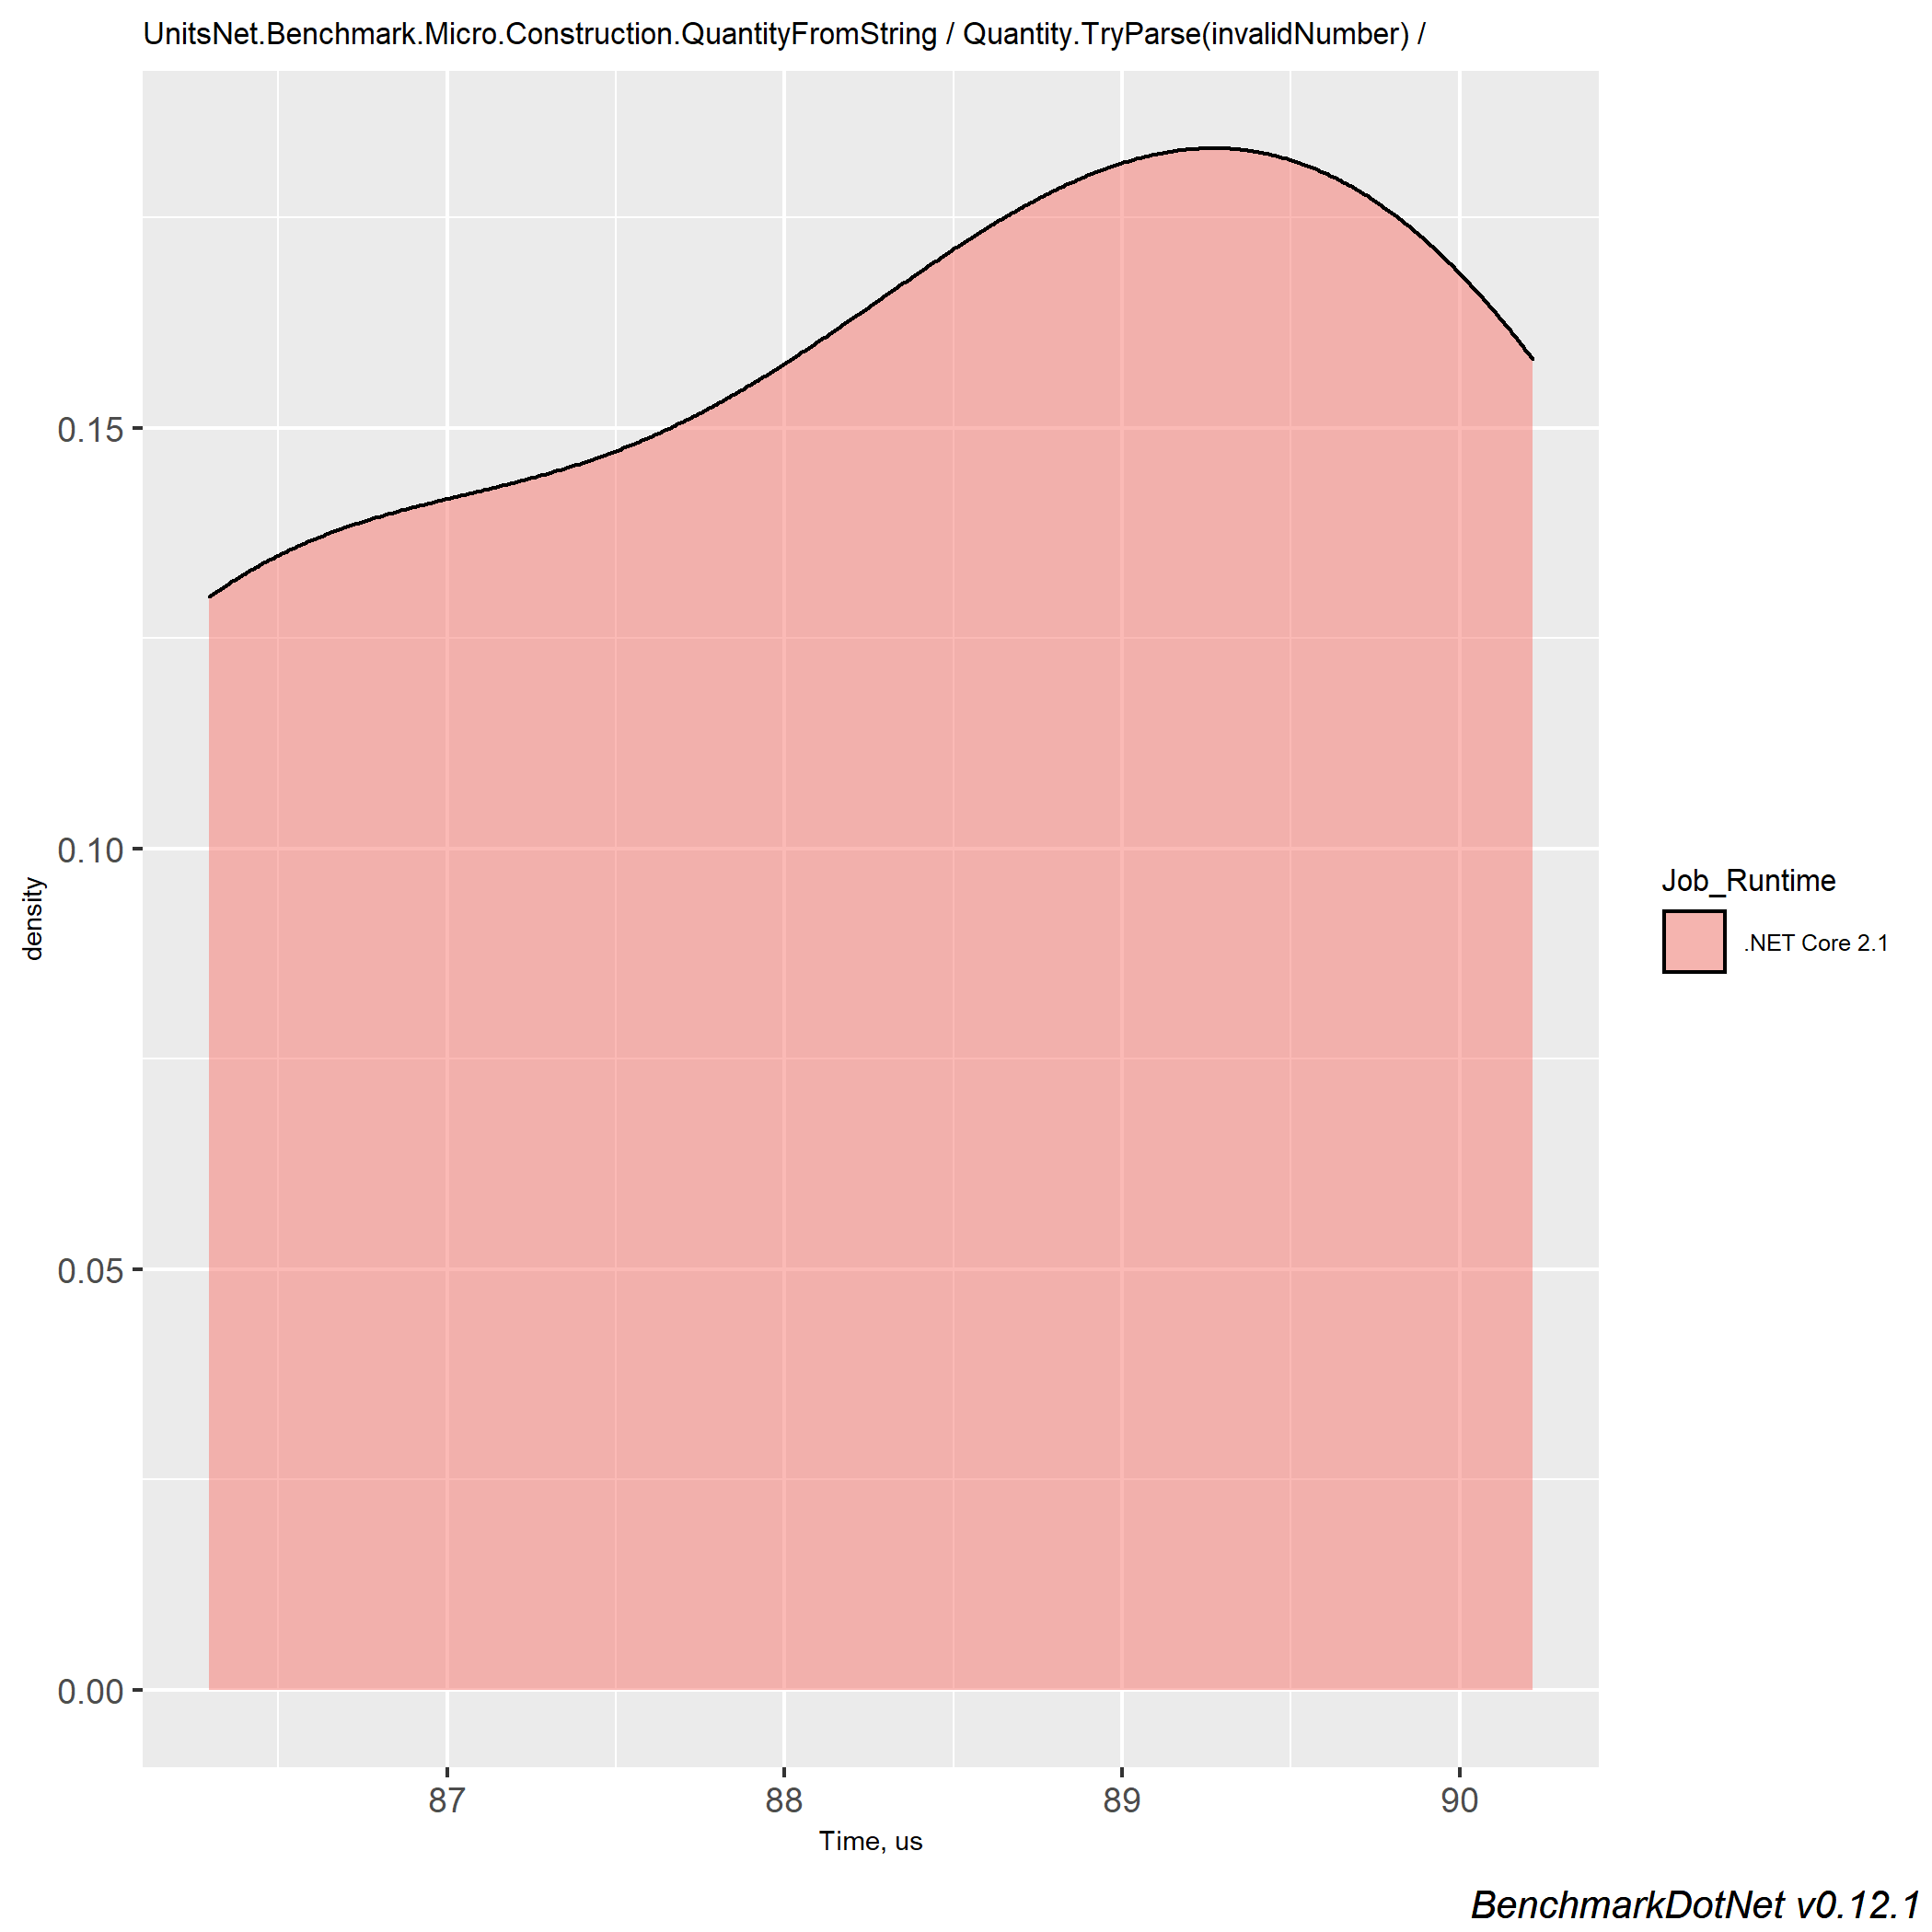 UnitsNet.Benchmark.Micro.Construction.QuantityFromString / Quantity.TryParse(invalidNumber) /
0.15
0.10
0.05
0.00
density
87 88 89 90
Time, us
Job_Runtime
.NET Core 2.1
BenchmarkDotNet v0.12.1